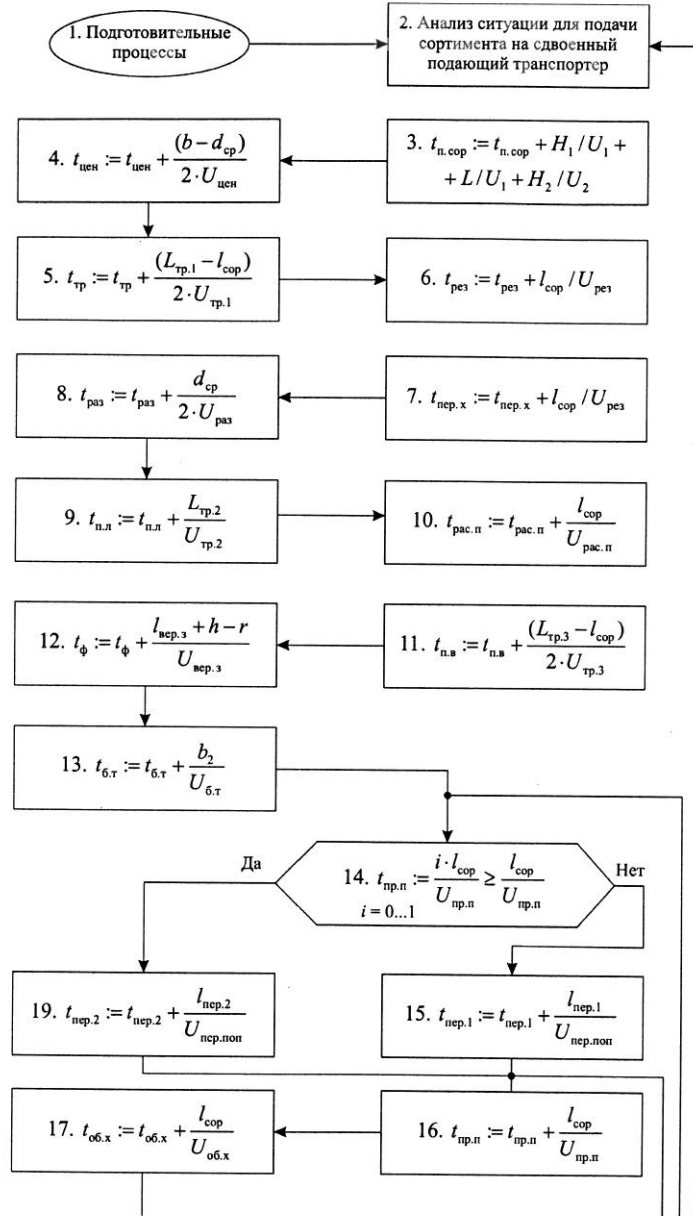 1. Подготовительные
процессы
2. Анализ ситуации для подачи
сортимента на сдвоенный
подающий транспортер
4. t_цен := t_цен + (b − d_ср) / 2·U_цен
3. t_п.сор := t_п.сор + H_1/U_1 +
+ L/U_1 + H_2/U_2
5. t_тр := t_тр + (L_тр.1 − l_сор) / 2·U_тр.1
6. t_рез := t_рез + l_сор/U_рез
8. t_раз := t_раз + d_ср / 2·U_раз
7. t_пер.х := t_пер.х + l_сор/U_рез
9. t_п.л := t_п.л + L_тр.2 / U_тр.2
10. t_рас.п := t_рас.п + l_сор / U_рас.п
12. t_ф := t_ф + l_вер.з + h − r / U_вер.з
11. t_п.в := t_п.в + (L_тр.3 − l_сор) / 2·U_тр.3
13. t_б.т := t_б.т + b_2 / U_б.т
Да
14. t_пр.п := i·l_сор / U_пр.п ≥ l_сор / U_пр.п
i = 0...1
Нет
19. t_пер.2 := t_пер.2 + l_пер.2 / U_пер.поп
15. t_пер.1 := t_пер.1 + l_пер.1 / U_пер.поп
17. t_об.х := t_об.х + l_сор / U_об.х
16. t_пр.п := t_пр.п + l_сор / U_пр.п